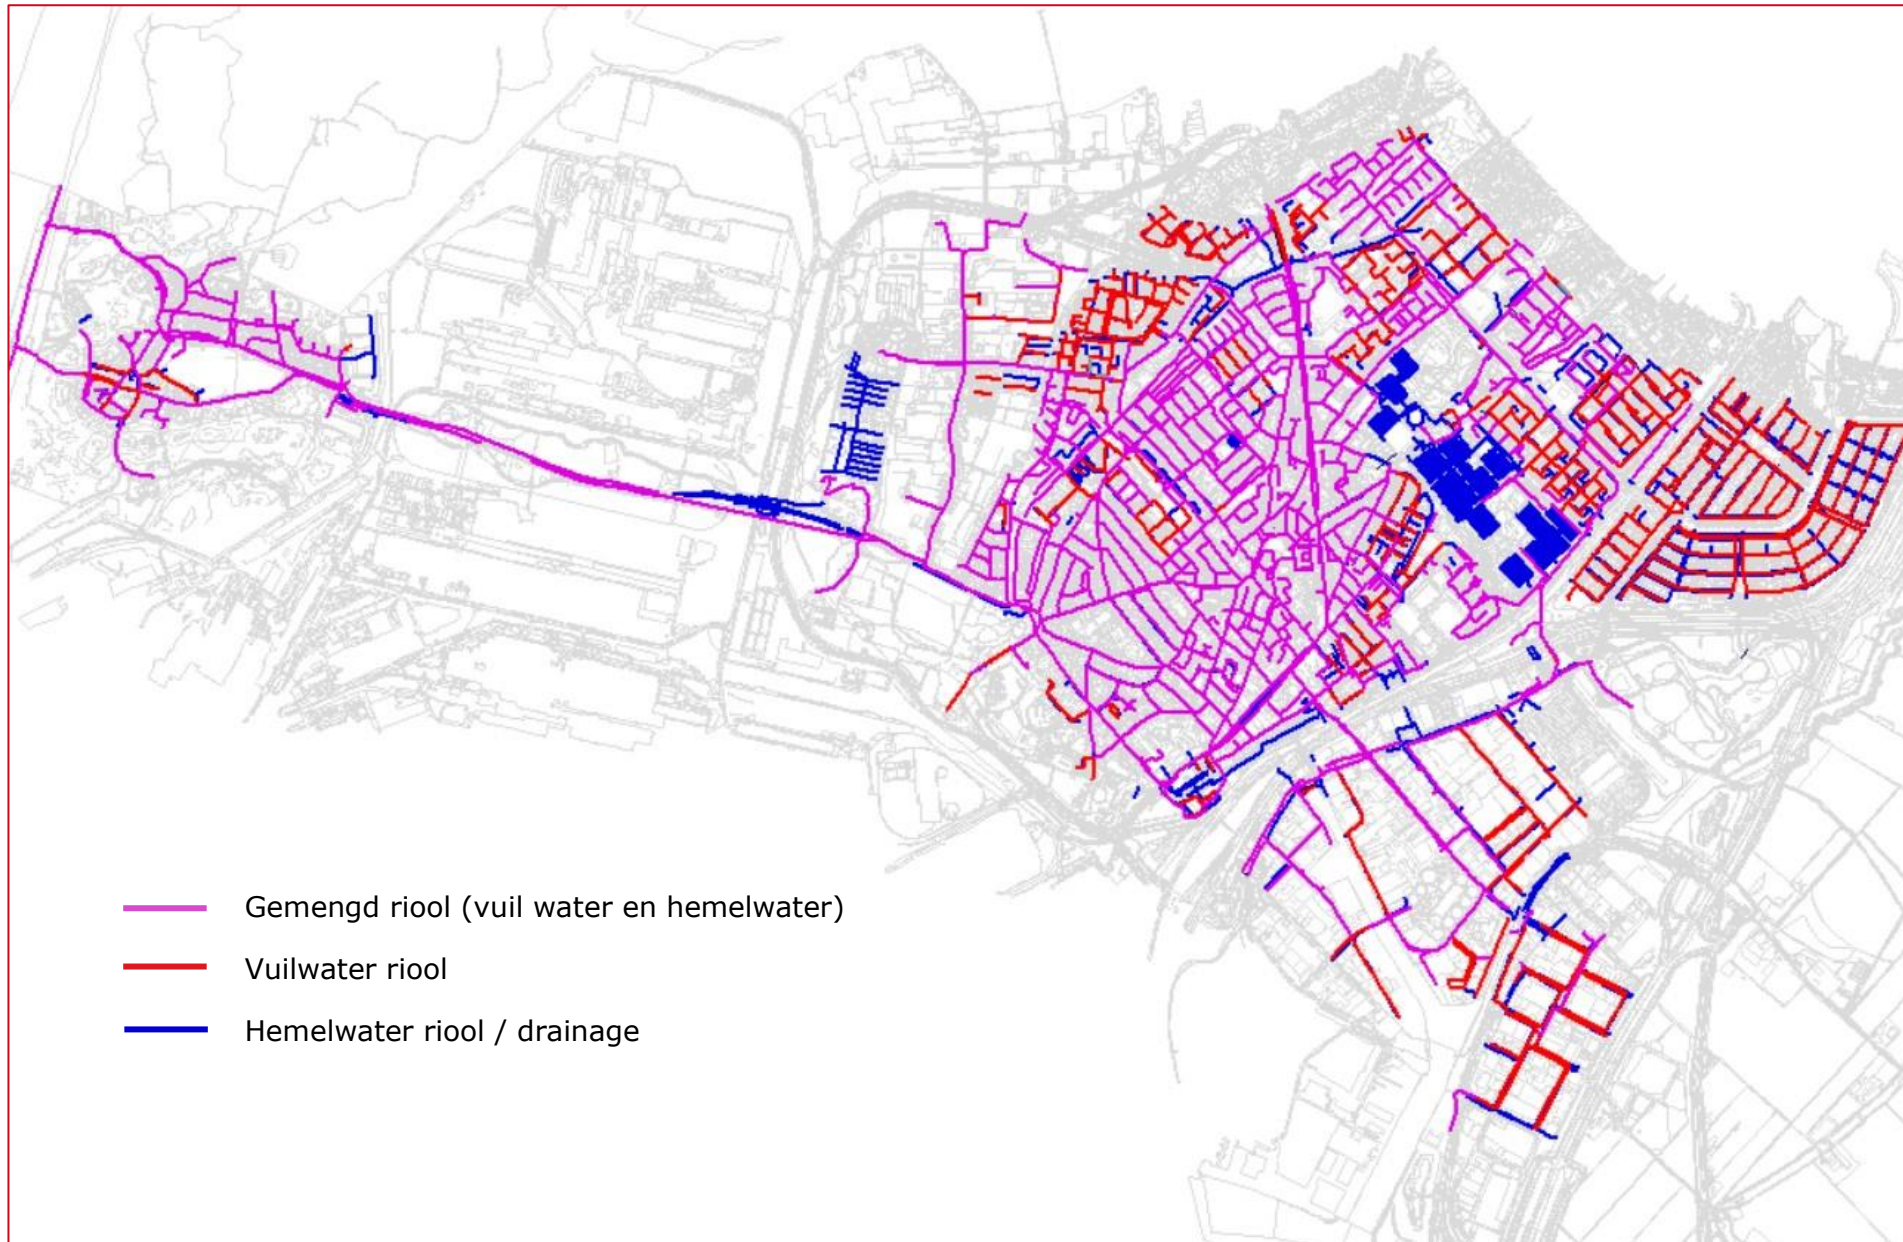 Gemengd riool (vuil water en hemelwater)
Vuilwater riool
Hemelwater riool / drainage